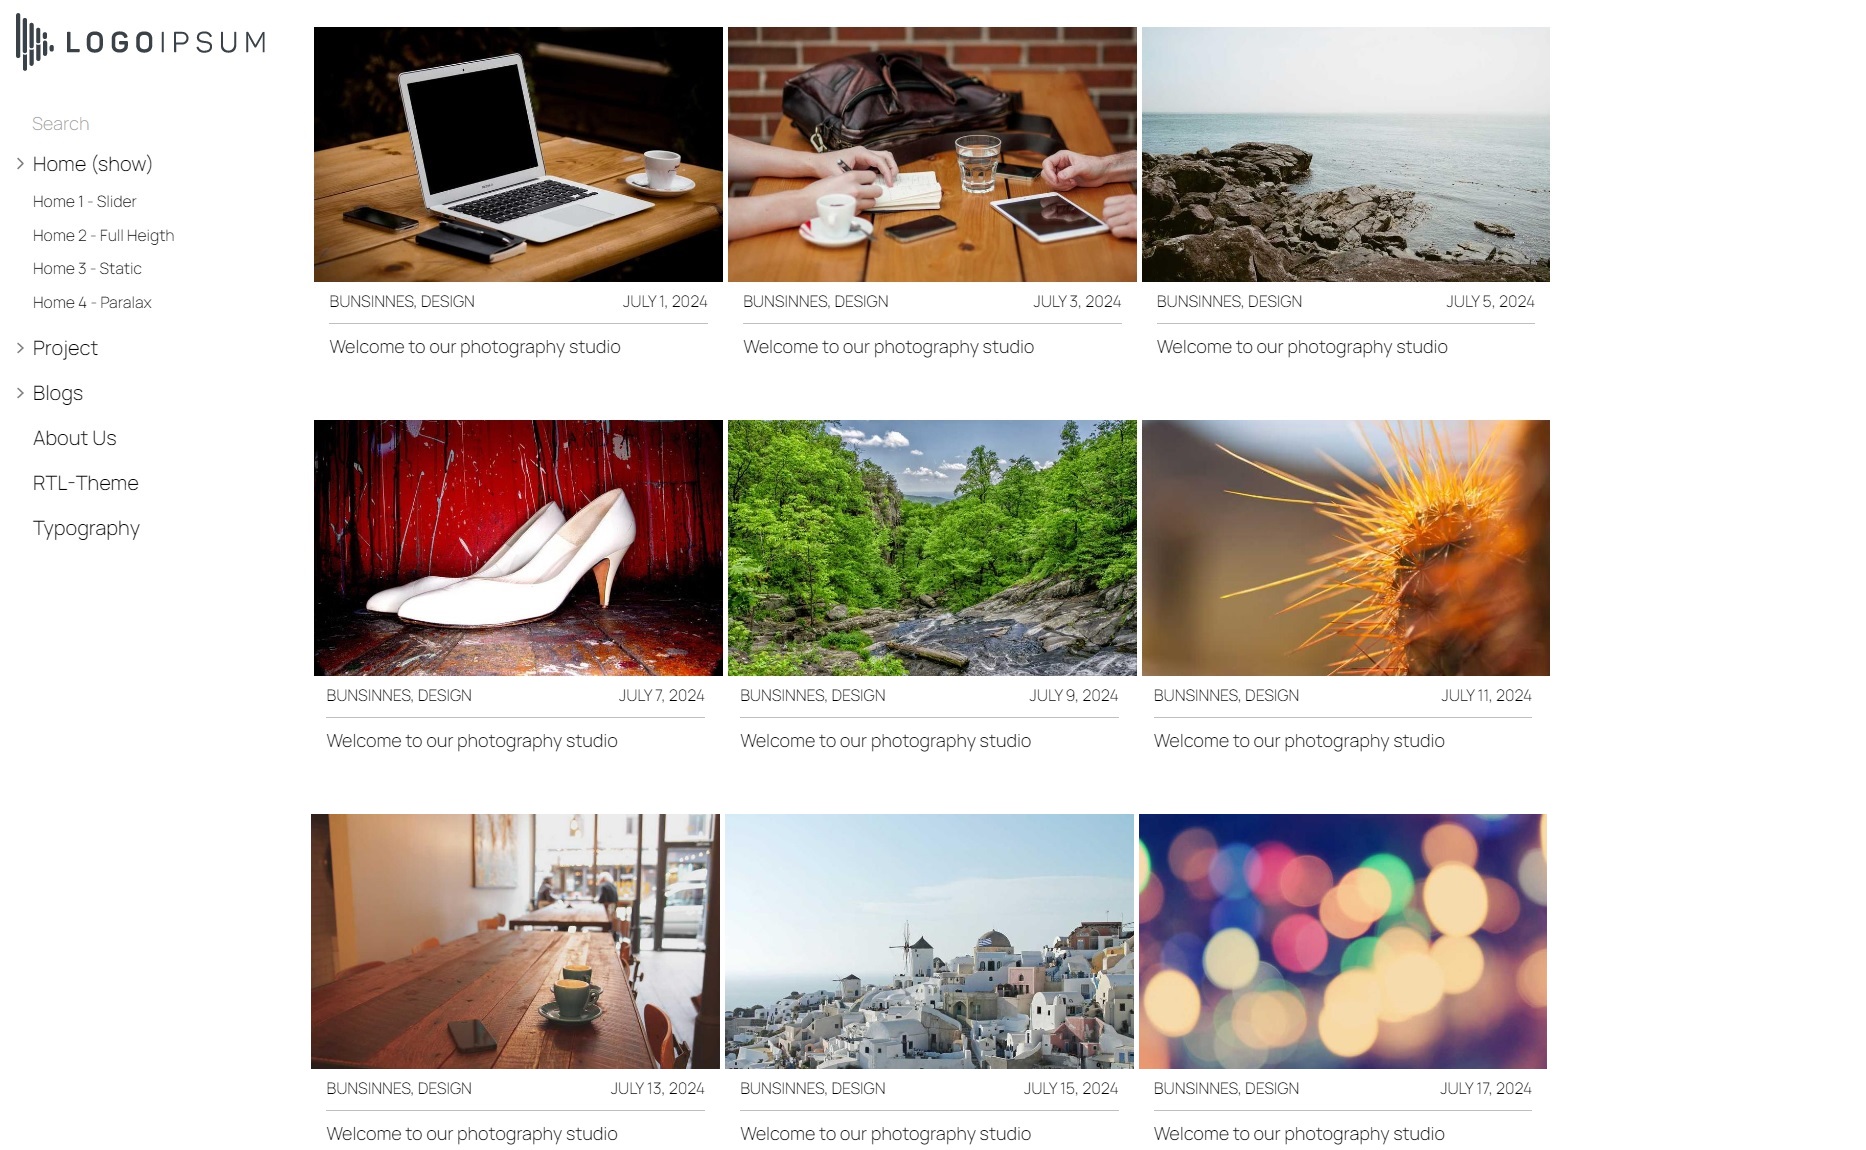 LOGOIPSUM
Search
Home (show)
Home 1 - Slider
Home 2 - Full Heigth
Home 3 - Static
Home 4 - Paralax
Project
Blogs
About Us
RTL-Theme
Typography
BUNSINNES, DESIGN JULY 1, 2024
Welcome to our photography studio
BUNSINNES, DESIGN JULY 3, 2024
Welcome to our photography studio
BUNSINNES, DESIGN JULY 5, 2024
Welcome to our photography studio
BUNSINNES, DESIGN JULY 7, 2024
Welcome to our photography studio
BUNSINNES, DESIGN JULY 9, 2024
Welcome to our photography studio
BUNSINNES, DESIGN JULY 11, 2024
Welcome to our photography studio
BUNSINNES, DESIGN JULY 13, 2024
Welcome to our photography studio
BUNSINNES, DESIGN JULY 15, 2024
Welcome to our photography studio
BUNSINNES, DESIGN JULY 17, 2024
Welcome to our photography studio